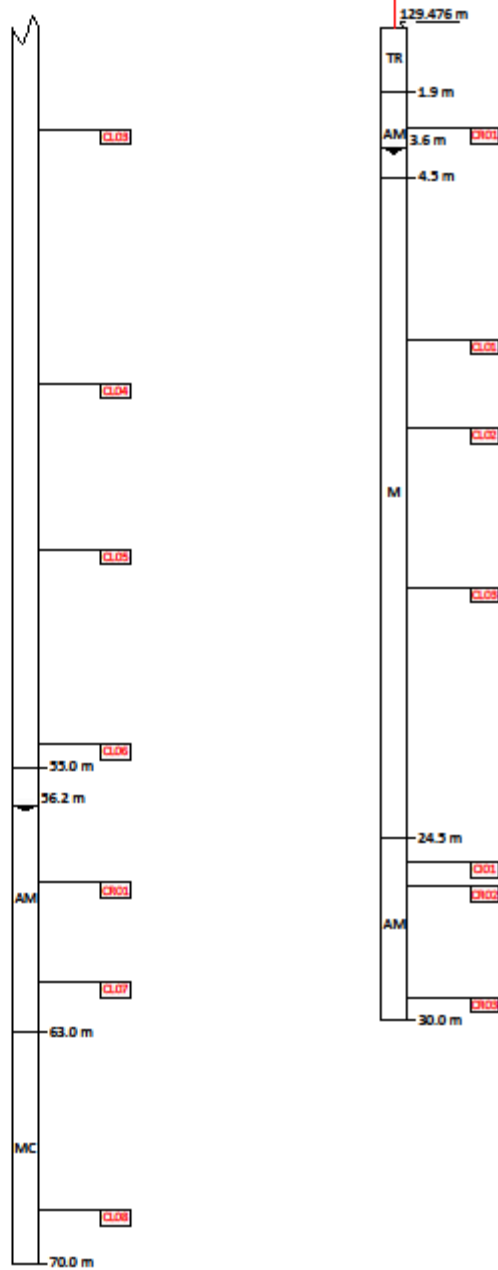 CL03
CL04
CL05
CL06
55.0 m
56.2 m
CR01
AM
CL07
63.0 m
MC
CL08
70.0 m
129.476 m
TR
1.9 m
AM
CR01
3.6 m
4.5 m
CL01
CL02
M
CL03
24.5 m
CI01
CR02
AM
CR03
30.0 m